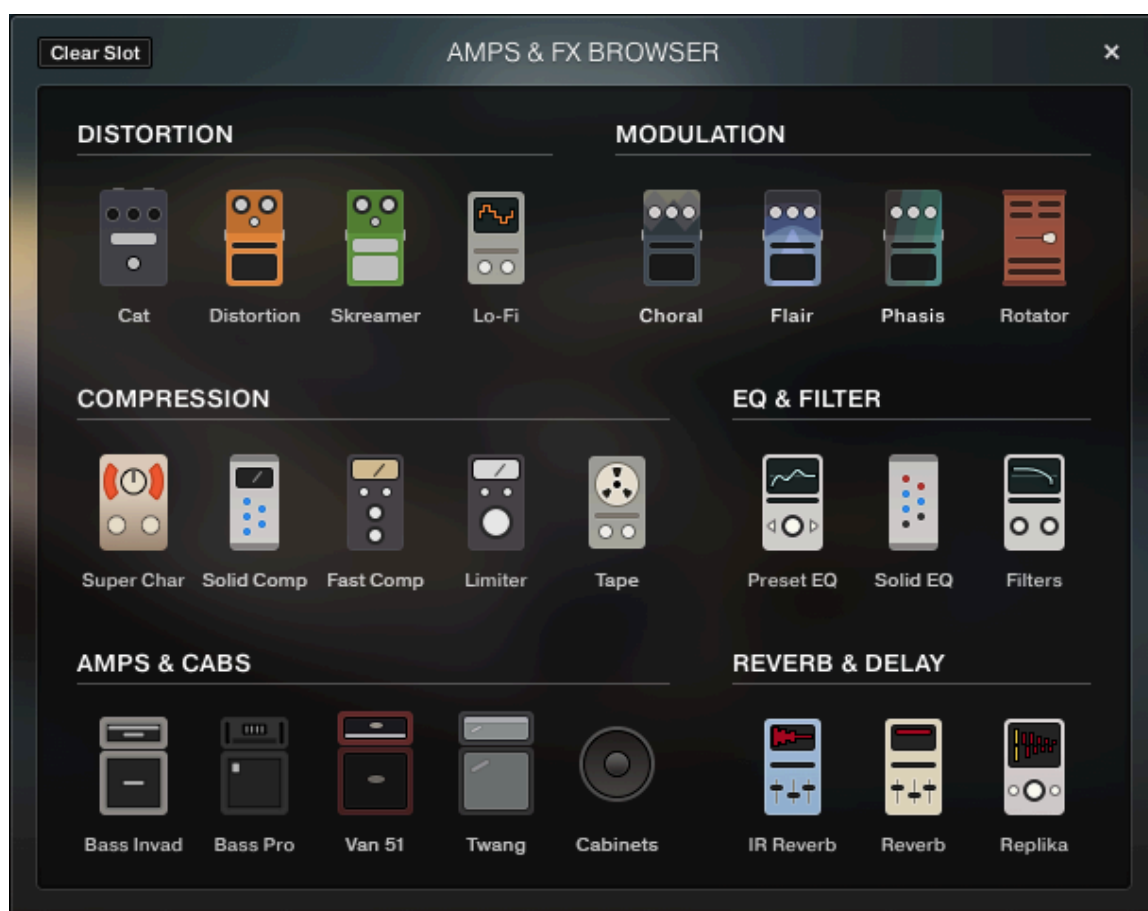 Clear Slot
AMPS & FX BROWSER
×
DISTORTION
Cat
Distortion
Skreamer
Lo-Fi
MODULATION
Choral
Flair
Phasis
Rotator
COMPRESSION
Super Char
Solid Comp
Fast Comp
Limiter
Tape
EQ & FILTER
Preset EQ
Solid EQ
Filters
AMPS & CABS
Bass Invad
Bass Pro
Van 51
Twang
Cabinets
REVERB & DELAY
IR Reverb
Reverb
Replika